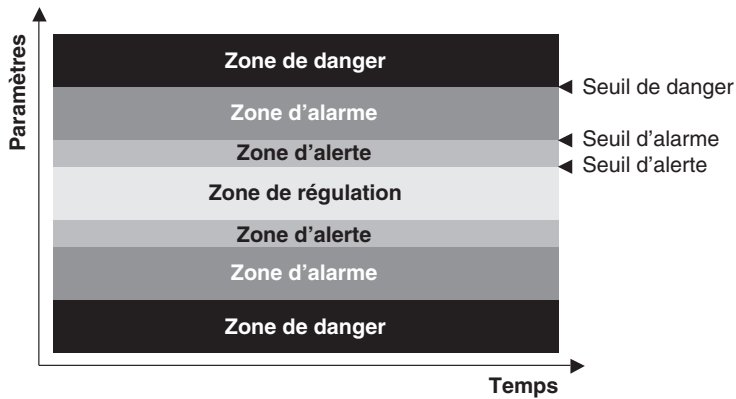 Paramètres
Zone de danger
Seuil de danger
Zone d’alarme
Seuil d’alarme
Zone d’alerte
Seuil d’alerte
Zone de régulation
Zone d’alerte
Zone d’alarme
Zone de danger
Temps